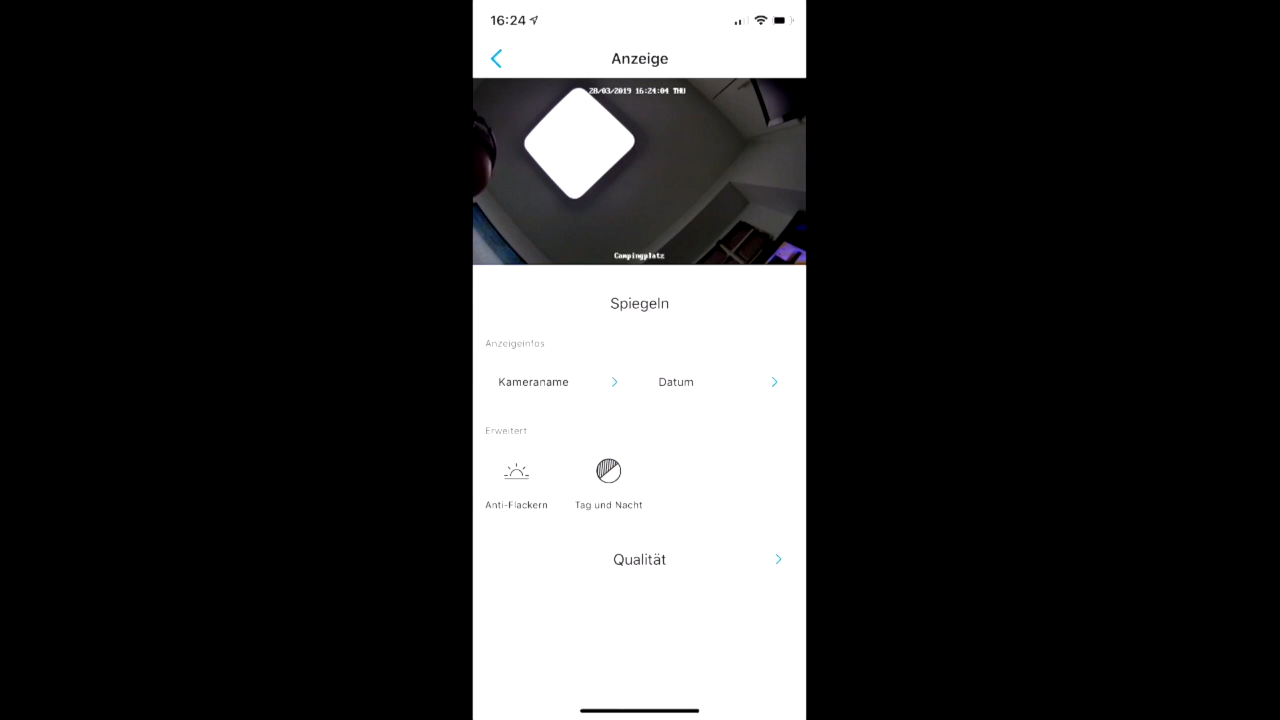 16:24
Anzeige
28/03/2019 16:24:04 THU
Campingplatz
Spiegeln
Anzeigeinfos
Kameraname
Datum
Erweitert
Anti-Flackern
Tag und Nacht
Qualität